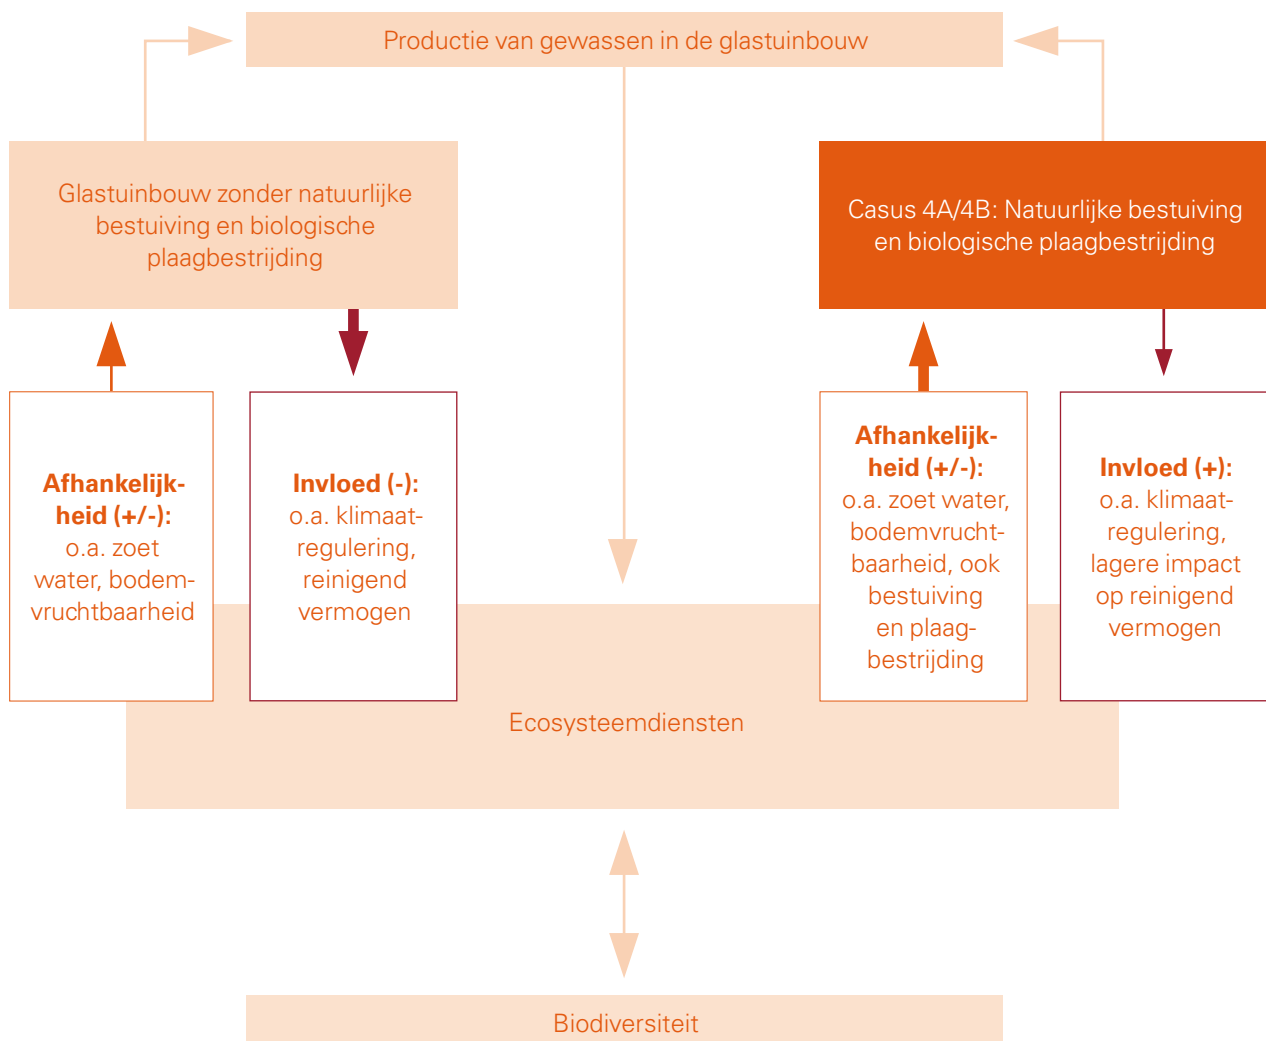 Productie van gewassen in de glastuinbouw
Glastuinbouw zonder natuurlijke
bestuiving en biologische
plaagbestrijding
Casus 4A/4B: Natuurlijke bestuiving
en biologische plaagbestrijding
Afhankelijk-
heid (+/-):
o.a. zoet
water, bodem-
vruchtbaarheid
Invloed (-):
o.a. klimaat-
regulering,
reinigend
vermogen
Afhankelijk-
heid (+/-):
o.a. zoet water,
bodemvrucht-
baarheid, ook
bestuiving
en plaag-
bestrijding
Invloed (+):
o.a. klimaat-
regulering,
lagere impact
op reinigend
vermogen
Ecosysteemdiensten
Biodiversiteit